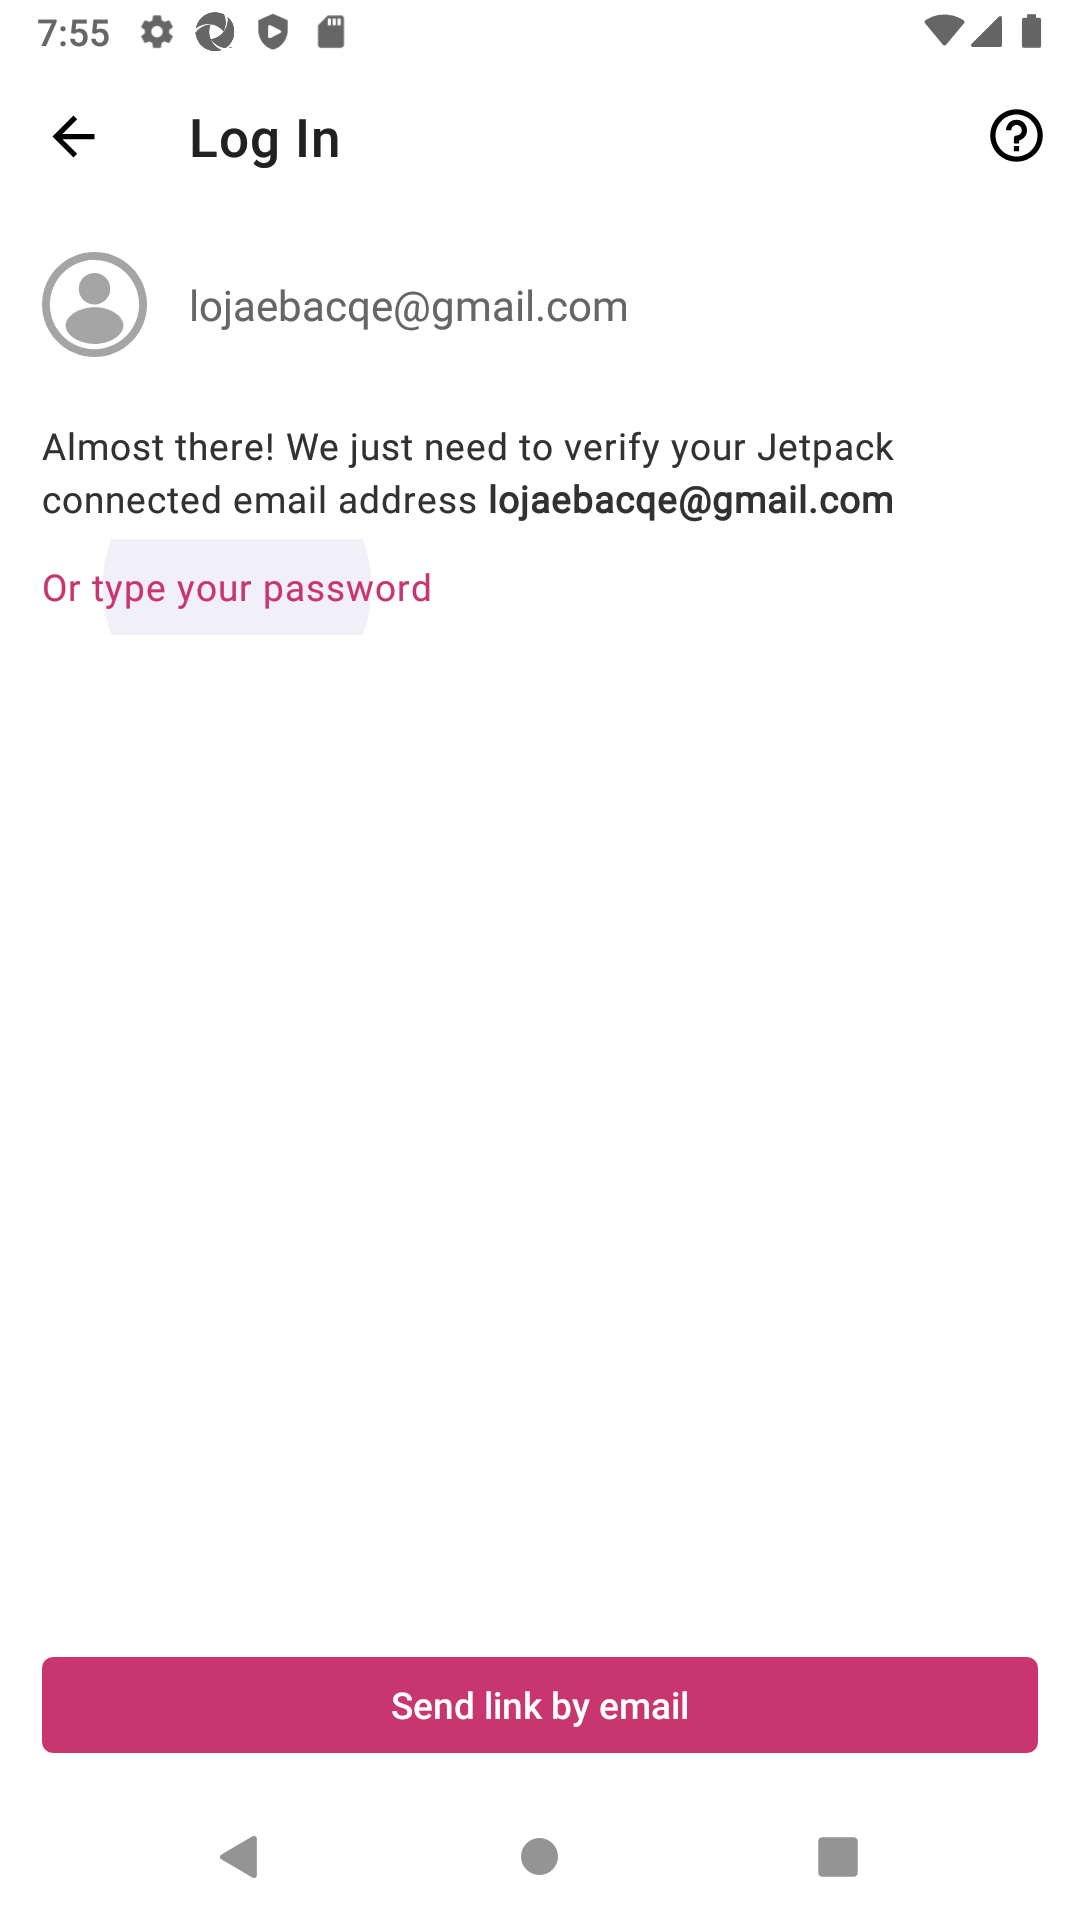 7:55
Log In
lojaebacqe@gmail.com
Almost there! We just need to verify your Jetpack
connected email address lojaebacqe@gmail.com
Or type your password
Send link by email